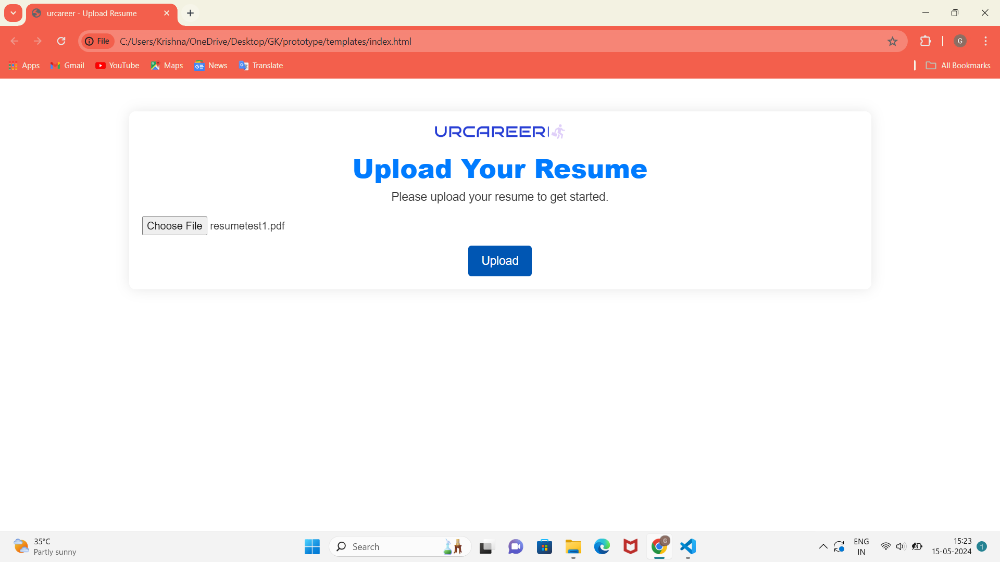 urcareer - Upload Resume
File
C:/Users/Krishna/OneDrive/Desktop/GK/prototype/templates/index.html
G
Apps
Gmail
YouTube
Maps
News
Translate
All Bookmarks
URCAREER
Upload Your Resume
Please upload your resume to get started.
Choose File resumetest1.pdf
Upload
35°C
Partly sunny
Search
G
ENG
IN
15:23
15-05-2024
1